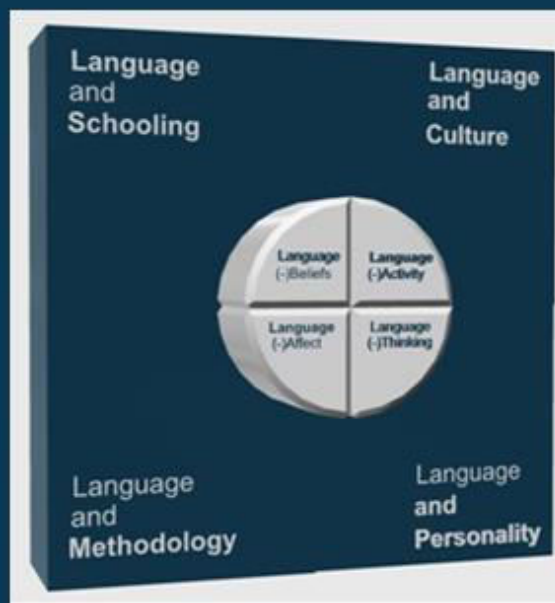 Language
and
Schooling
Language
and
Culture
Language
(-)Beliefs
Language
(-)Activity
Language
(-)Affect
Language
(-)Thinking
Language
and
Methodology
Language
and
Personality